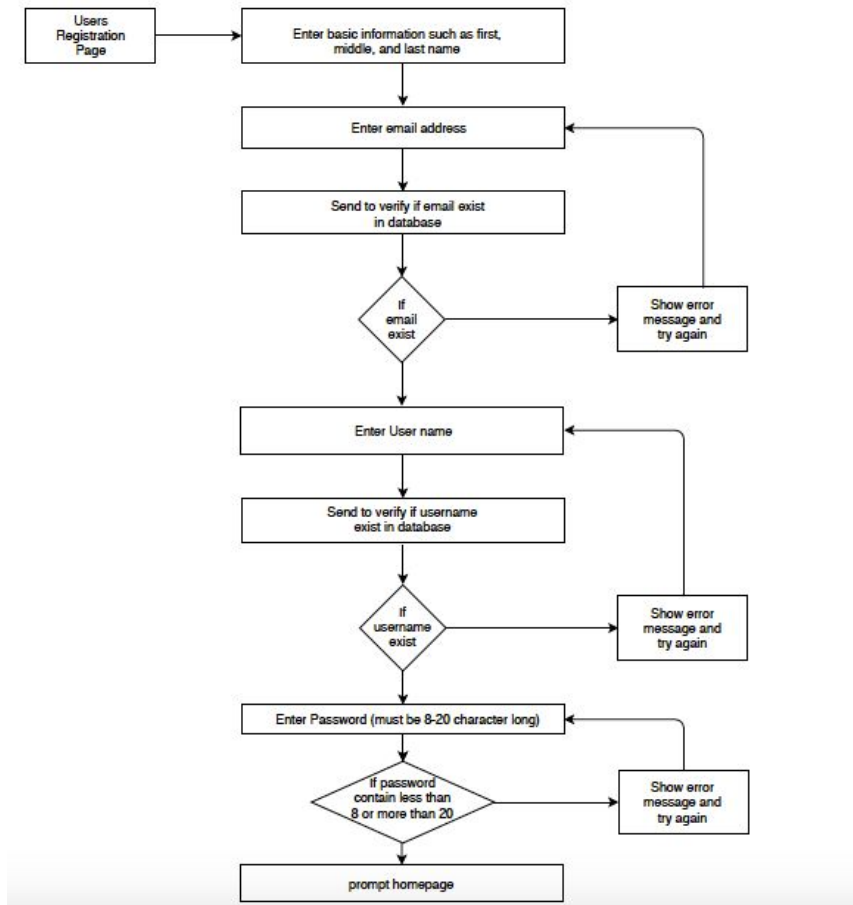 Users
Registration
Page
Enter basic information such as first,
middle, and last name
Enter email address
Send to verify if email exist
in database
If
email
exist
Show error
message and
try again
Enter User name
Send to verify if username
exist in database
If
username
exist
Show error
message and
try again
Enter Password (must be 8-20 character long)
If password
contain less than
8 or more than 20
Show error
message and
try again
prompt homepage